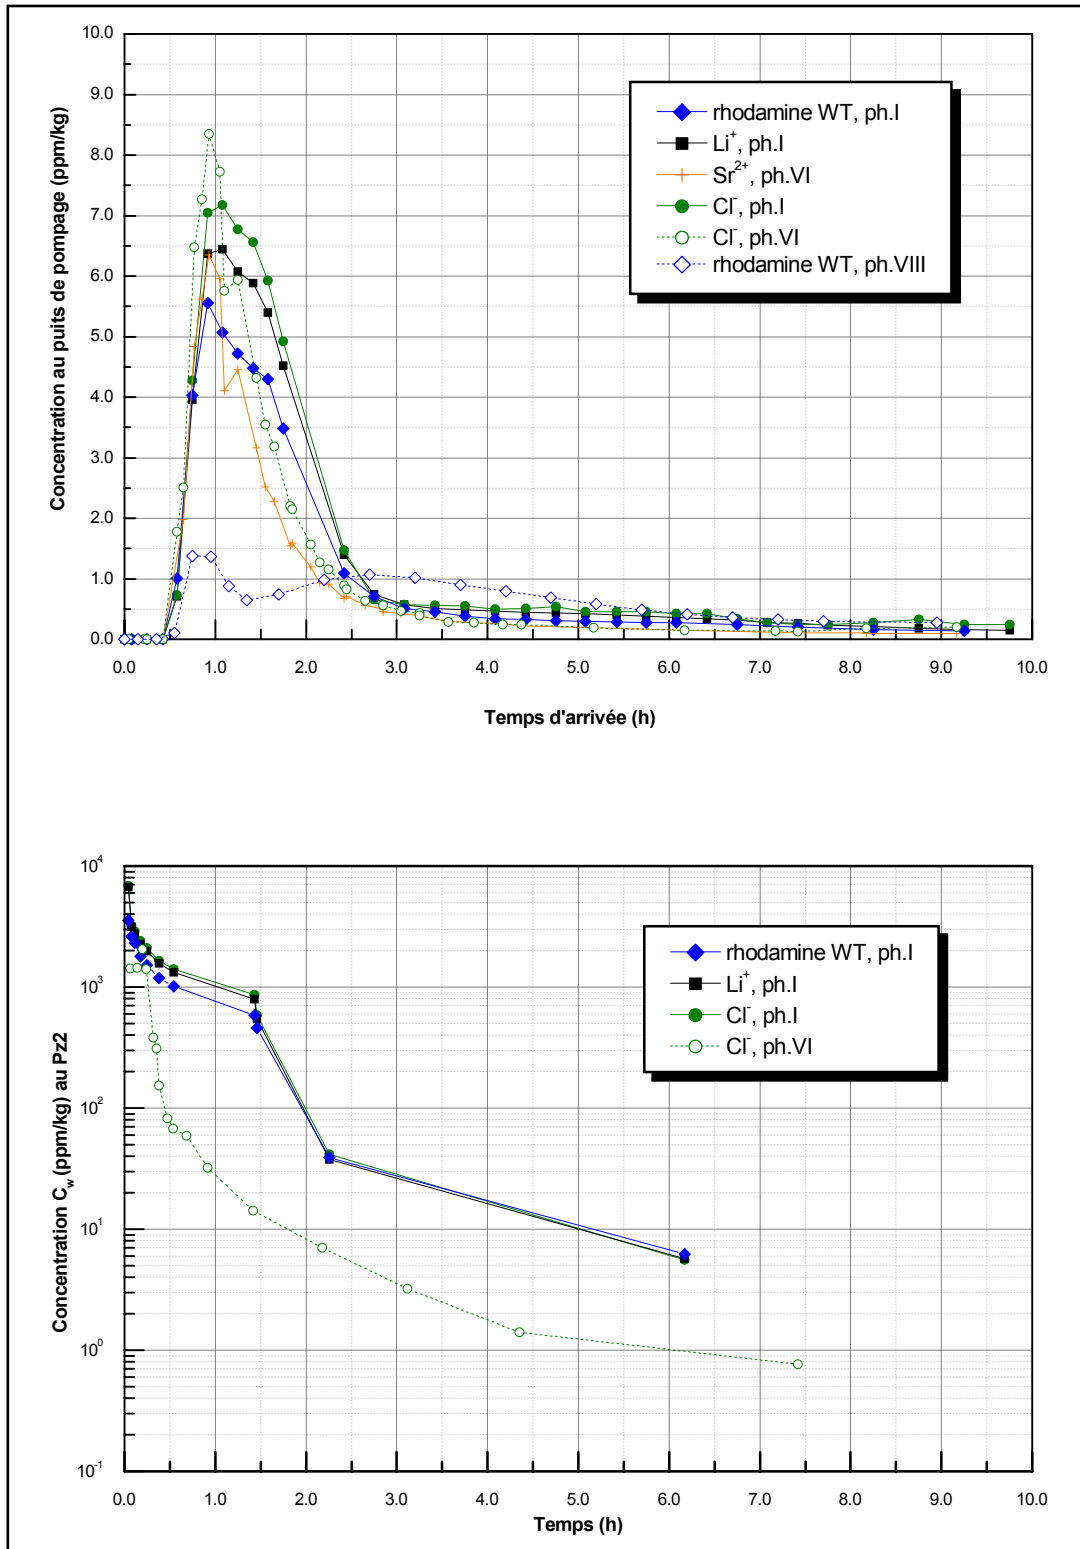 10.0
9.0
8.0
7.0
6.0
5.0
4.0
3.0
2.0
1.0
0.0
Concentration au puits de pompage (ppm/kg)
rhodamine WT, ph.I
Li⁺, ph.I
Sr²⁺, ph.VI
Cl⁻, ph.I
Cl⁻, ph.VI
rhodamine WT, ph.VIII
0.0 1.0 2.0 3.0 4.0 5.0 6.0 7.0 8.0 9.0 10.0
Temps d'arrivée (h)
10⁴
10³
10²
10¹
10⁰
10⁻¹
Concentration C_w (ppm/kg) au Pz2
rhodamine WT, ph.I
Li⁺, ph.I
Cl⁻, ph.I
Cl⁻, ph.VI
0.0 1.0 2.0 3.0 4.0 5.0 6.0 7.0 8.0 9.0 10.0
Temps (h)